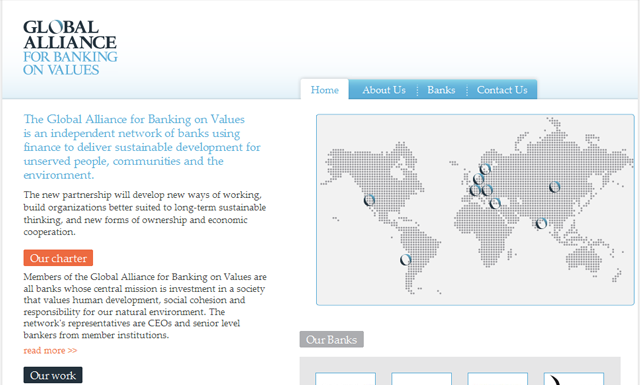 GLOBAL
ALLIANCE
FOR BANKING
ON VALUES
Home
About Us
Banks
Contact Us
The Global Alliance for Banking on Values
is an independent network of banks using
finance to deliver sustainable development for
unserved people, communities and the
environment.
The new partnership will develop new ways of working,
build organizations better suited to long-term sustainable
thinking, and new forms of ownership and economic
cooperation.
Our charter
Members of the Global Alliance for Banking on Values are
all banks whose central mission is investment in a society
that values human development, social cohesion and
responsibility for our natural environment. The
network's representatives are CEOs and senior level
bankers from member institutions.
read more >>
Our work
Our Banks